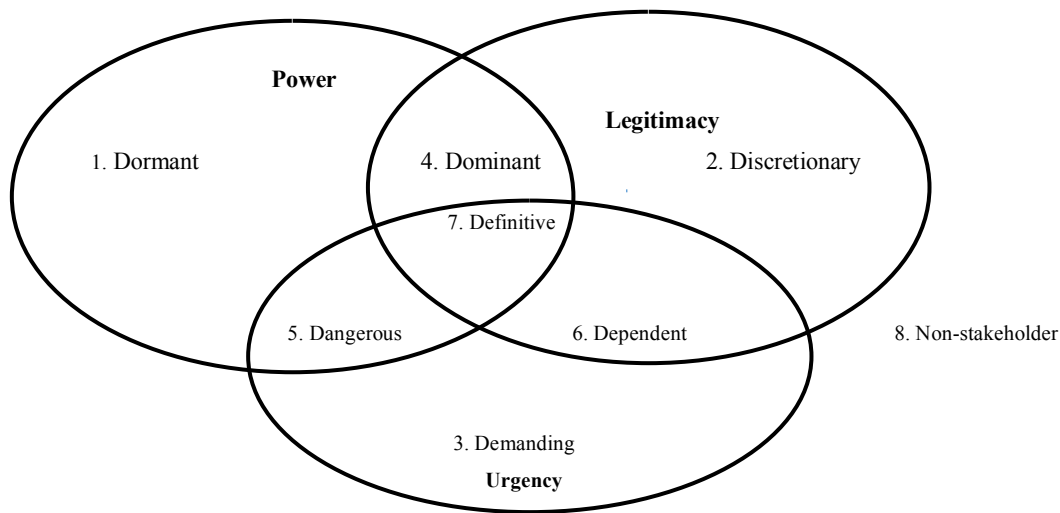 Power
Legitimacy
1. Dormant
4. Dominant
2. Discretionary
7. Definitive
5. Dangerous
6. Dependent
8. Non-stakeholder
3. Demanding
Urgency